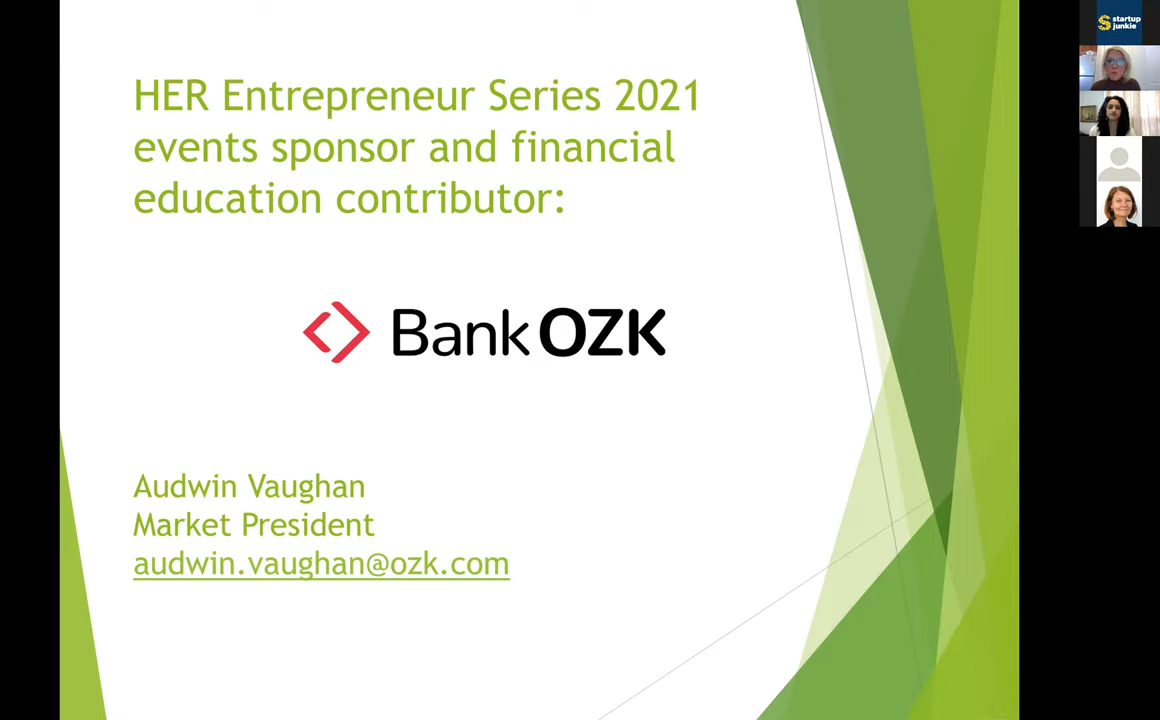 HER Entrepreneur Series 2021
events sponsor and financial
education contributor:
Bank OZK
Audwin Vaughan
Market President
audwin.vaughan@ozk.com
startup
junkie